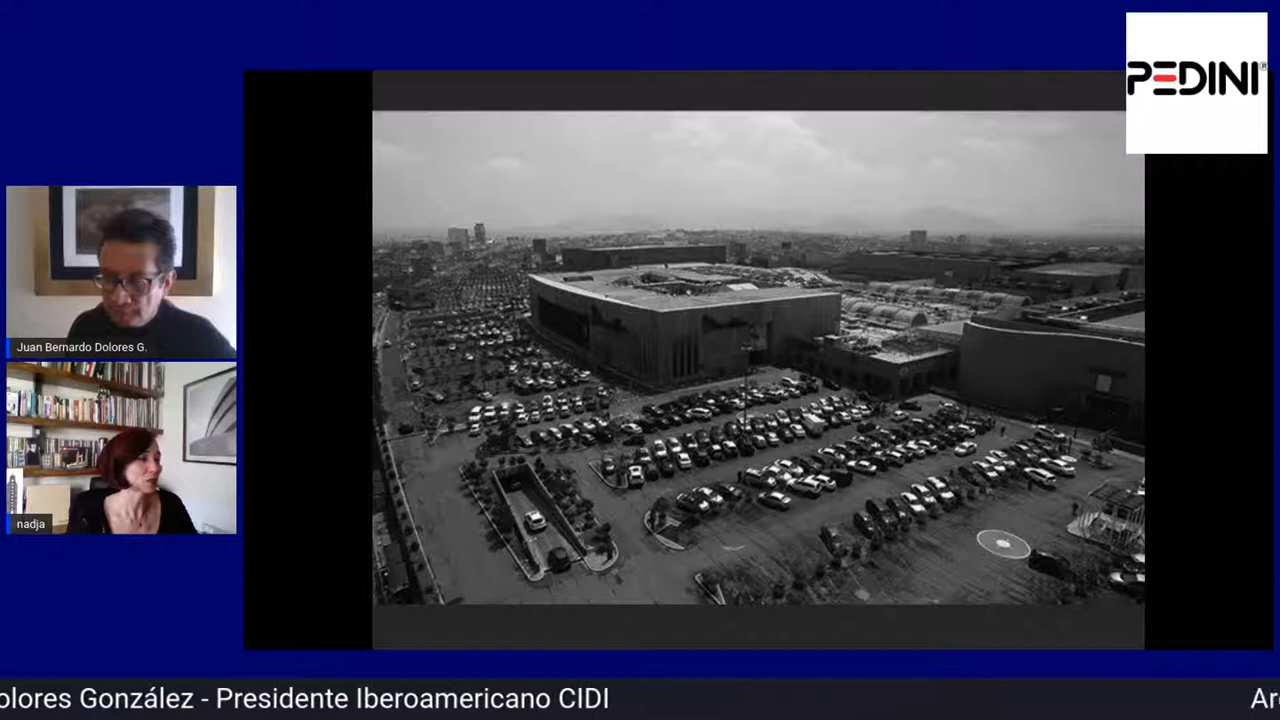 PEDINI®
Juan Bernardo Dolores G.
nadja
olores González - Presidente Iberoamericano CIDI
Ar